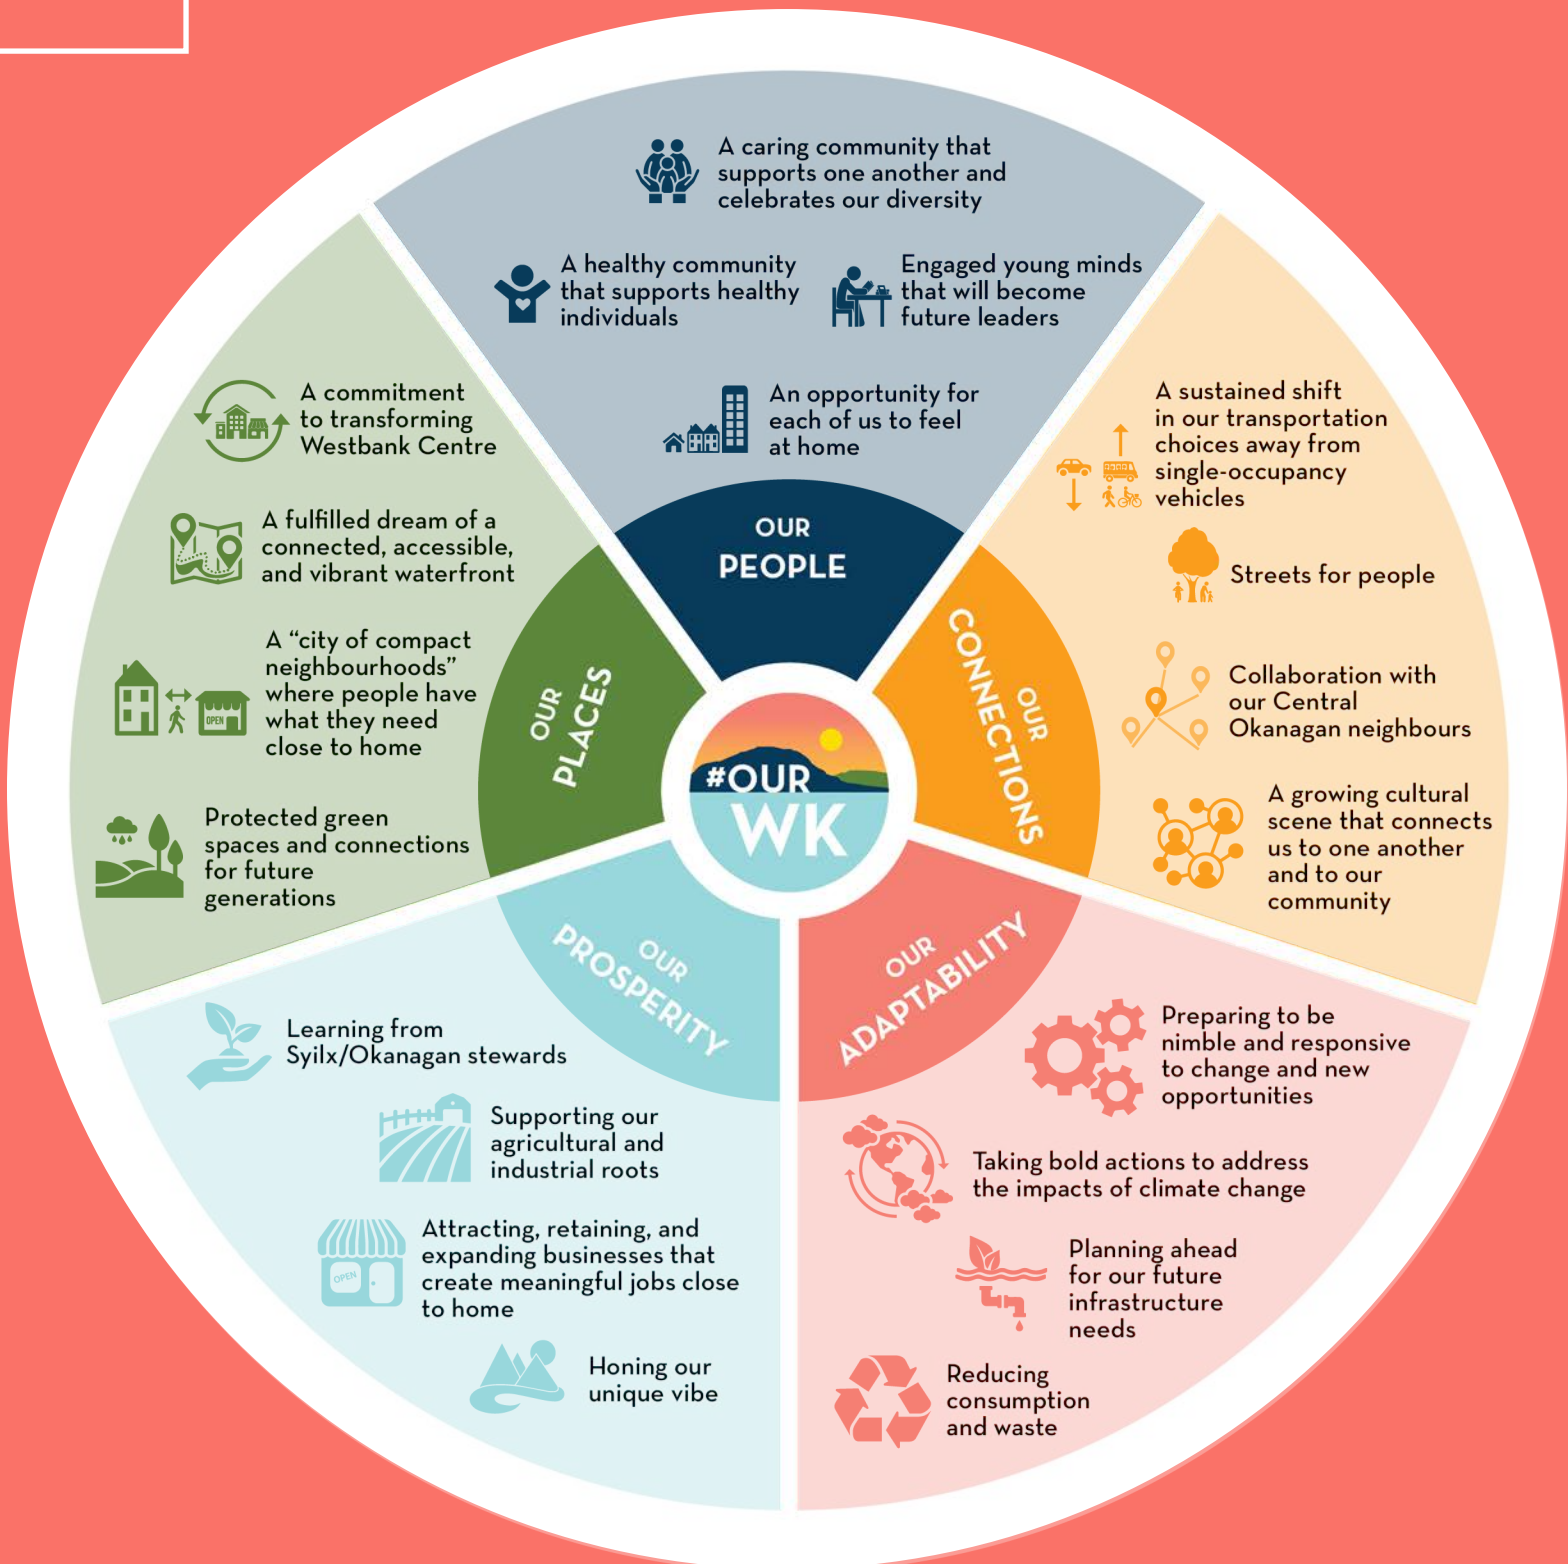 A caring community that
supports one another and
celebrates our diversity
A healthy community
that supports healthy
individuals
Engaged young minds
that will become
future leaders
An opportunity for
each of us to feel
at home
OUR
PEOPLE
A sustained shift
in our transportation
choices away from
single-occupancy
vehicles
Streets for people
Collaboration with
our Central
Okanagan neighbours
A growing cultural
scene that connects
us to one another
and to our
community
OUR
CONNECTIONS
Preparing to be
nimble and responsive
to change and new
opportunities
Taking bold actions to address
the impacts of climate change
Planning ahead
for our future
infrastructure
needs
Reducing
consumption
and waste
OUR
ADAPTABILITY
Learning from
Syilx/Okanagan stewards
Supporting our
agricultural and
industrial roots
OPEN
Attracting, retaining, and
expanding businesses that
create meaningful jobs close
to home
Honing our
unique vibe
OUR
PROSPERITY
A commitment
to transforming
Westbank Centre
A fulfilled dream of a
connected, accessible,
and vibrant waterfront
OPEN
A “city of compact
neighbourhoods”
where people have
what they need
close to home
Protected green
spaces and connections
for future
generations
OUR
PLACES
#OUR
WK